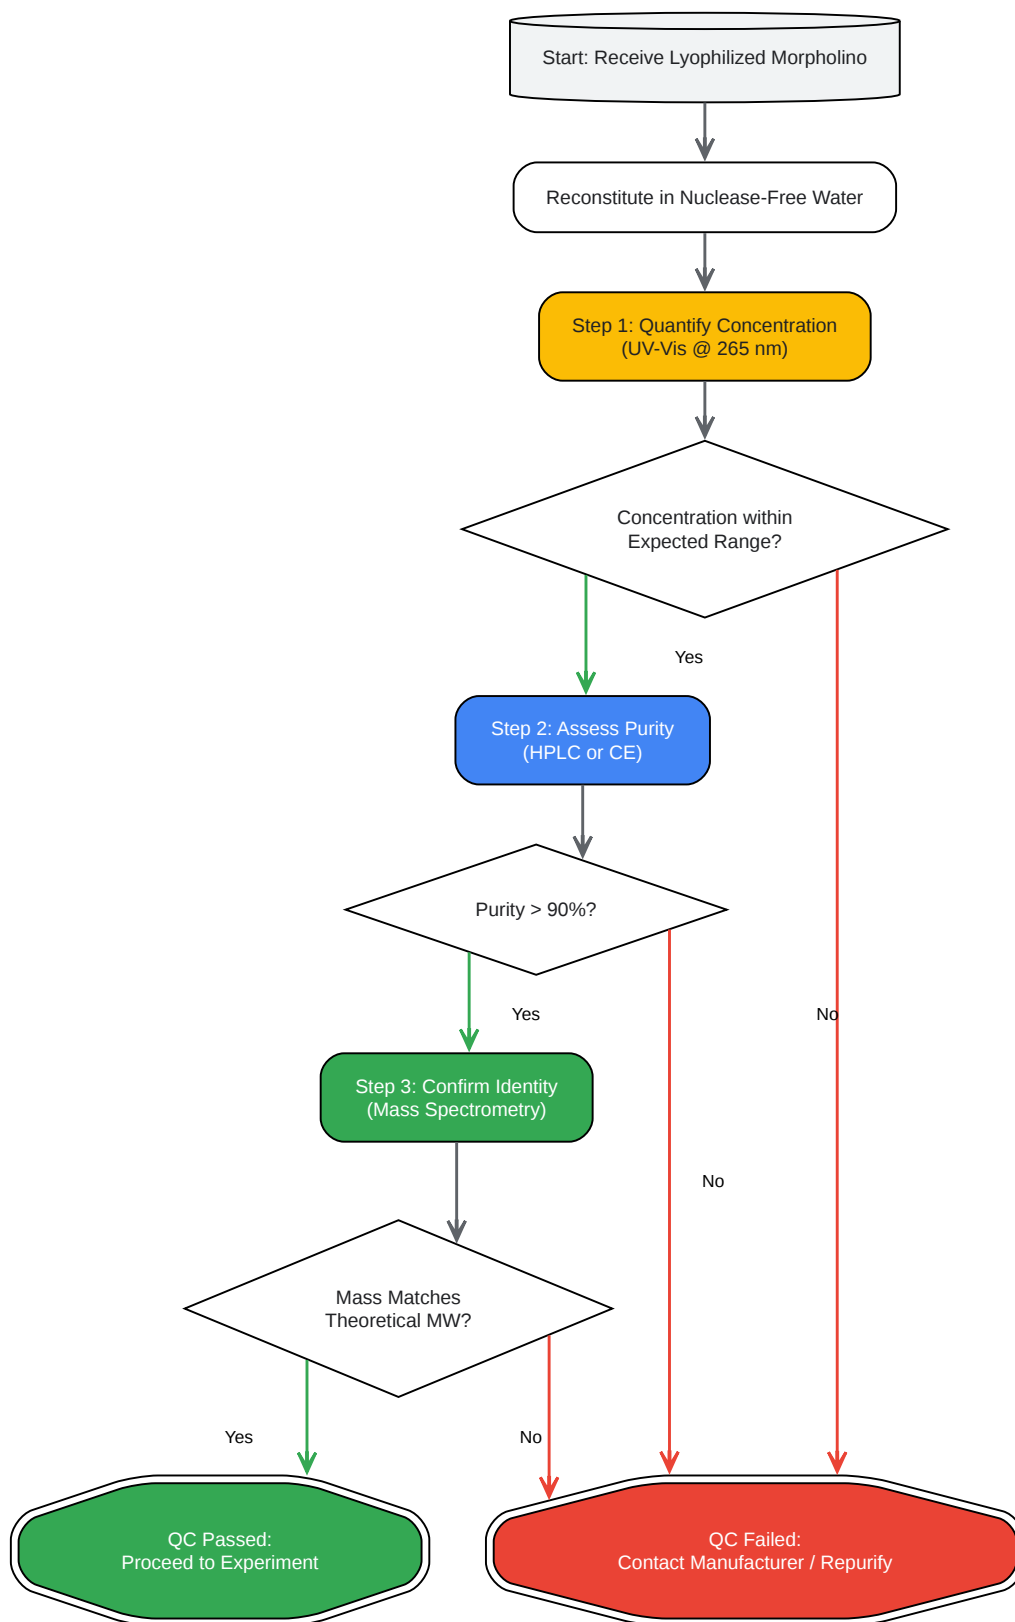 Start: Receive Lyophilized Morpholino
Reconstitute in Nuclease-Free Water
Step 1: Quantify Concentration
(UV-Vis @ 265 nm)
Concentration within
Expected Range?
Yes
Step 2: Assess Purity
(HPLC or CE)
Purity > 90%?
Yes
No
Step 3: Confirm Identity
(Mass Spectrometry)
No
Mass Matches
Theoretical MW?
Yes
No
QC Passed:
Proceed to Experiment
QC Failed:
Contact Manufacturer / Repurify